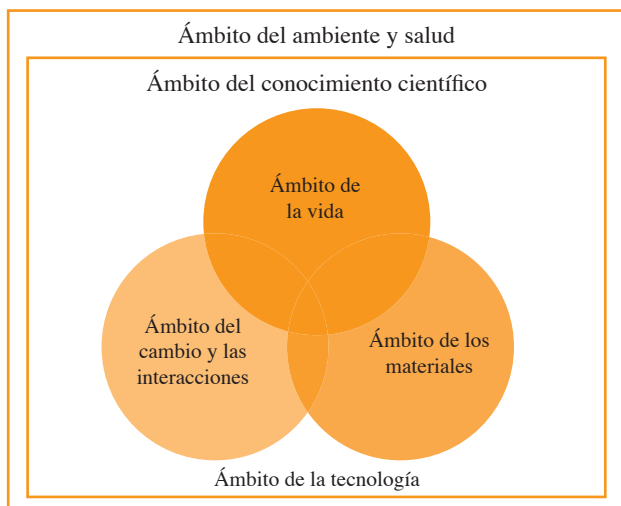 Ámbito del ambiente y salud
Ámbito del conocimiento científico
Ámbito de
la vida
Ámbito del
cambio y las
interacciones
Ámbito de los
materiales
Ámbito de la tecnología